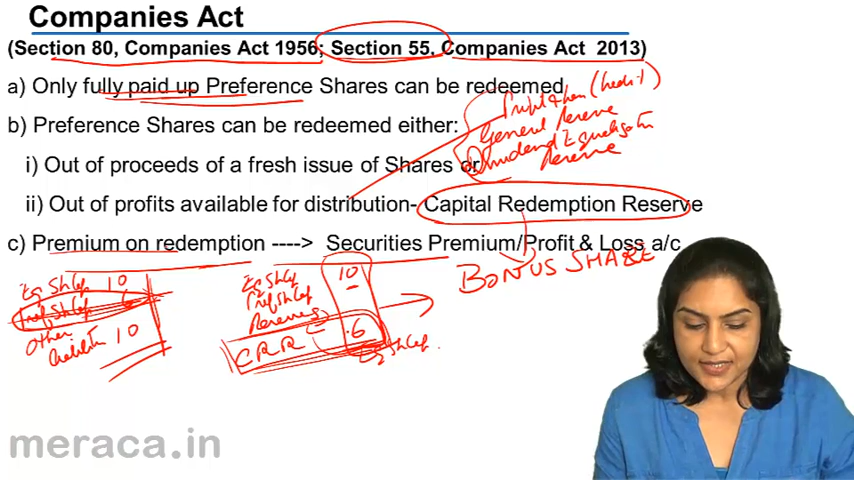 Companies Act
(Section 80, Companies Act 1956; Section 55, Companies Act 2013)
a) Only fully paid up Preference Shares can be redeemed
b) Preference Shares can be redeemed either:
i) Out of proceeds of a fresh issue of Shares or
ii) Out of profits available for distribution- Capital Redemption Reserve
c) Premium on redemption ----> Securities Premium/Profit & Loss a/c
General Reserve
Dividend Equalisatn
Reserve
BONUS SHARE
Eq Sh Cap 10
Pref Sh Cap
Other
10
Eq Sh Cap 10
Pref Sh Cap
Reserves
CRR 6
Eq Sh Cap.
meraca.in